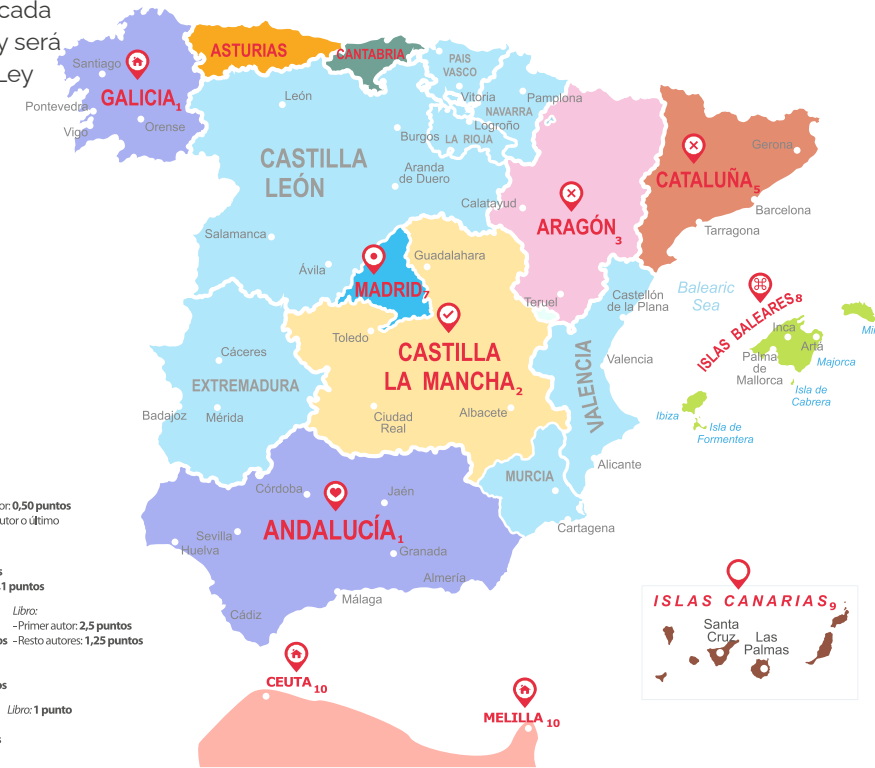 cada
y será
Ley
ASTURIAS
CANTABRIA
PAIS
VASCO
Santiago
GALICIA1
Pontevedra
Vigo
Orense
León
Vitoria
Pamplona
NAVARRA
Logroño
LA RIOJA
Burgos
CASTILLA
LEÓN
Aranda
de Duero
Calatayud
Gerona
CATALUÑA5
Barcelona
Tarragona
ARAGÓN3
Salamanca
Ávila
Guadalahara
MADRID7
Teruel
Castellón
de la Plana
Balearic
Sea
ISLAS BALEARES8
Inca
Arta
Palma
de
Mallorca
Majorca
Isla de
Cabrera
Ibiza
Isla de
Formentera
Toledo
CASTILLA
LA MANCHA2
Cáceres
EXTREMADURA
Badajoz
Mérida
Ciudad
Real
Albacete
VALENCIA
Valencia
Alicante
MURCIA
Cartagena
Córdoba
Jaén
ANDALUCÍA1
Sevilla
Huelva
Granada
Almería
Málaga
Cádiz
or: 0,50 puntos
utor o último
1 puntos
Libro:
- Primer autor: 2,5 puntos
- Resto autores: 1,25 puntos
Libro: 1 punto
ISLAS CANARIAS9
Santa
Cruz
Las
Palmas
CEUTA 10
MELILLA 10